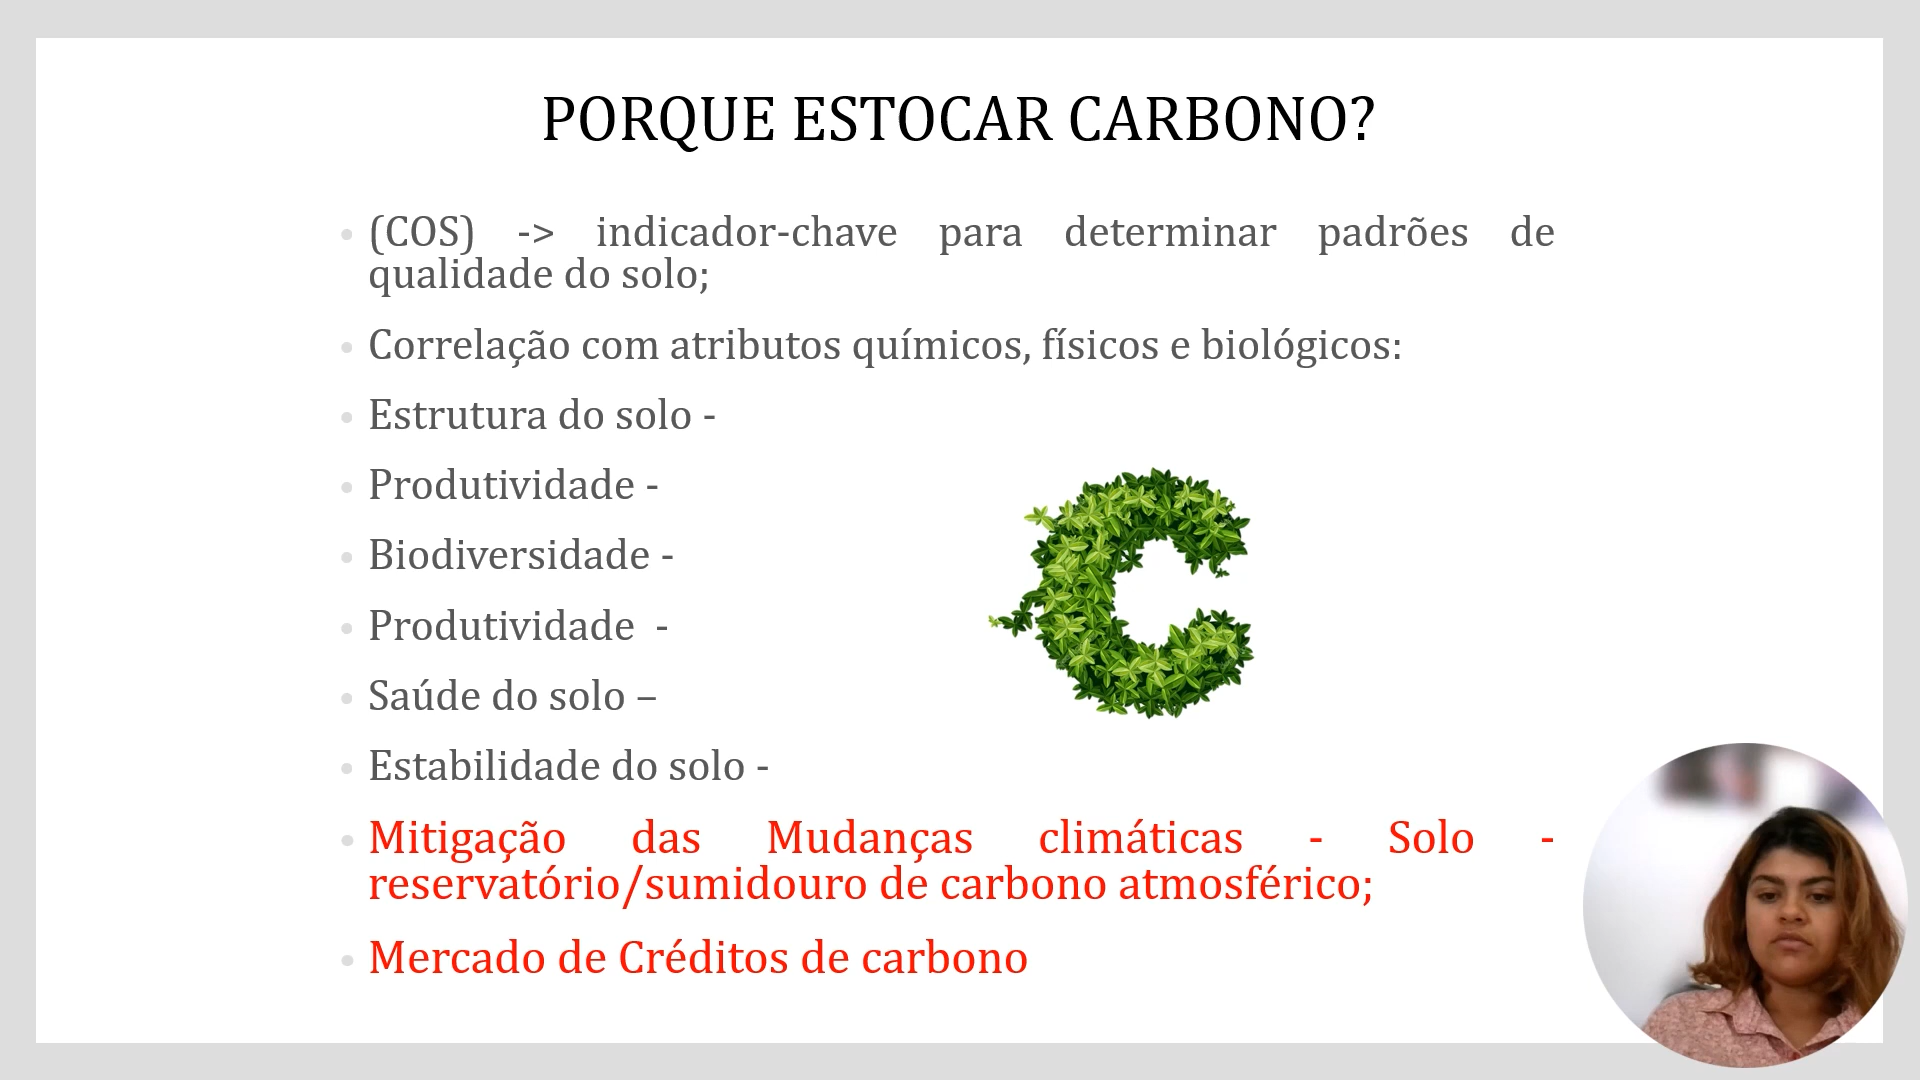 PORQUE ESTOCAR CARBONO?
• (COS) -> indicador-chave para determinar padrões de
qualidade do solo;
• Correlação com atributos químicos, físicos e biológicos:
• Estrutura do solo -
• Produtividade -
• Biodiversidade -
• Produtividade -
• Saúde do solo –
• Estabilidade do solo -
• Mitigação das Mudanças climáticas - Solo -
reservatório/sumidouro de carbono atmosférico;
• Mercado de Créditos de carbono
C